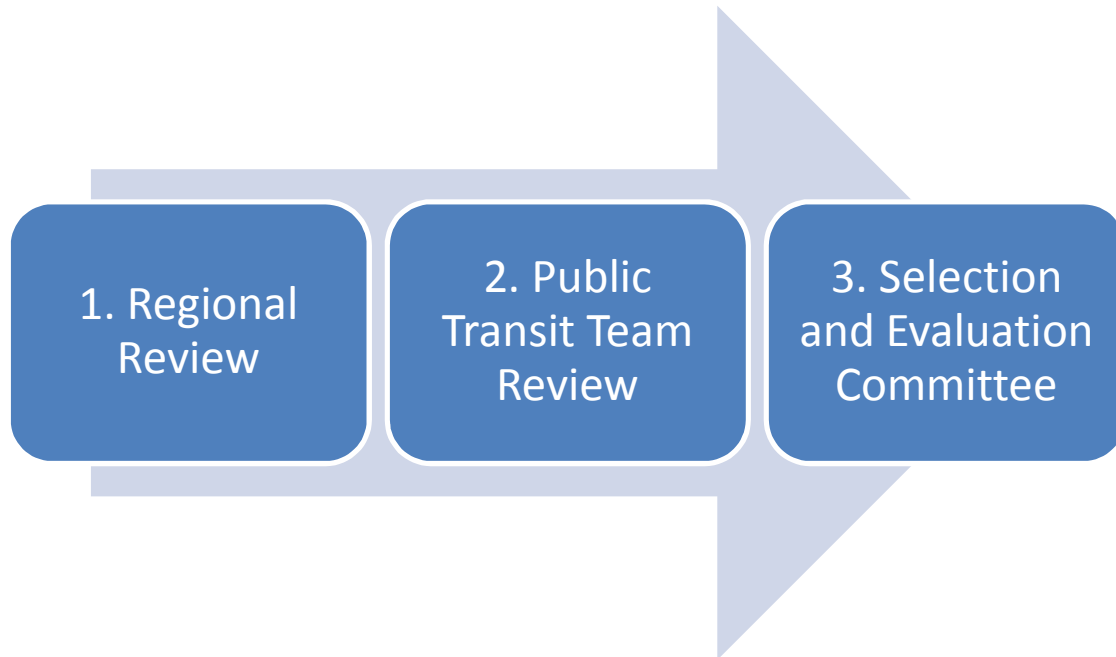 1. Regional
Review
2. Public
Transit Team
Review
3. Selection
and Evaluation
Committee